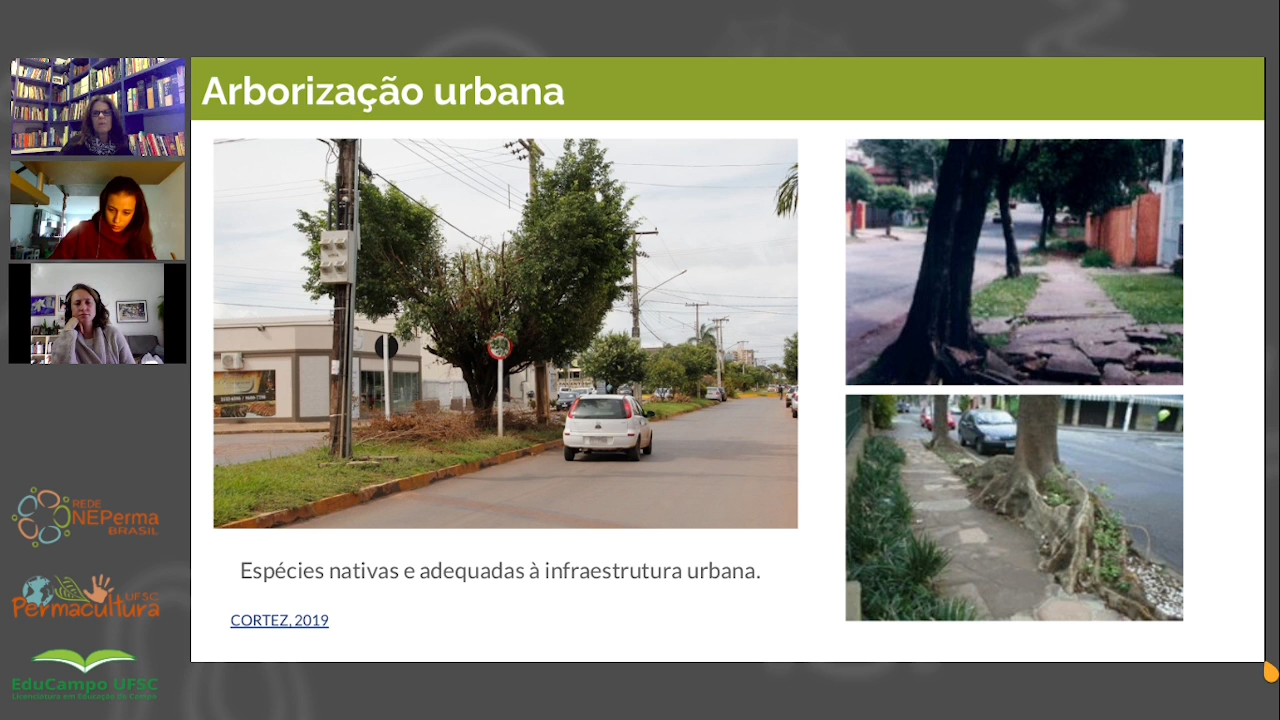 Arborização urbana
Espécies nativas e adequadas à infraestrutura urbana.
CORTEZ, 2019
REDE
NEPerma
BRASIL
UFSC
Permacultura
EduCampo UFSC
Licenciatura em Educação do Campo